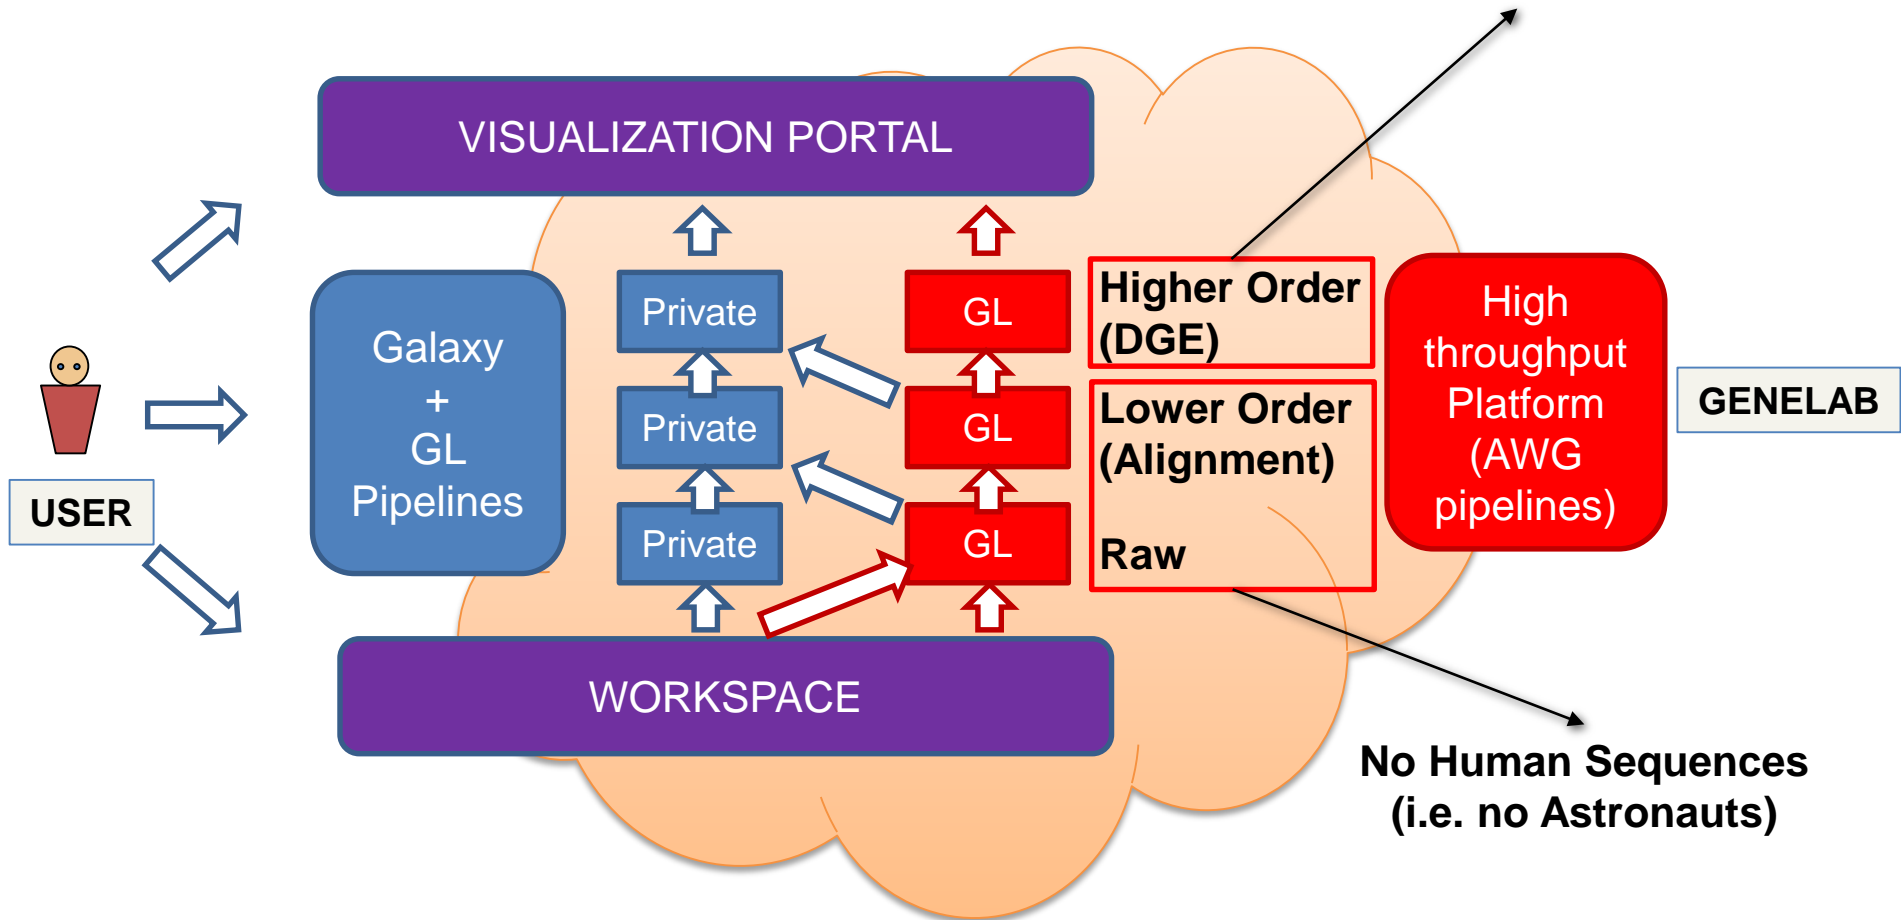 VISUALIZATION PORTAL
USER
Galaxy
+
GL
Pipelines
Private
Private
Private
GL
GL
GL
Higher Order
(DGE)
Lower Order
(Alignment)
Raw
High
throughput
Platform
(AWG
pipelines)
GENELAB
WORKSPACE
No Human Sequences
(i.e. no Astronauts)